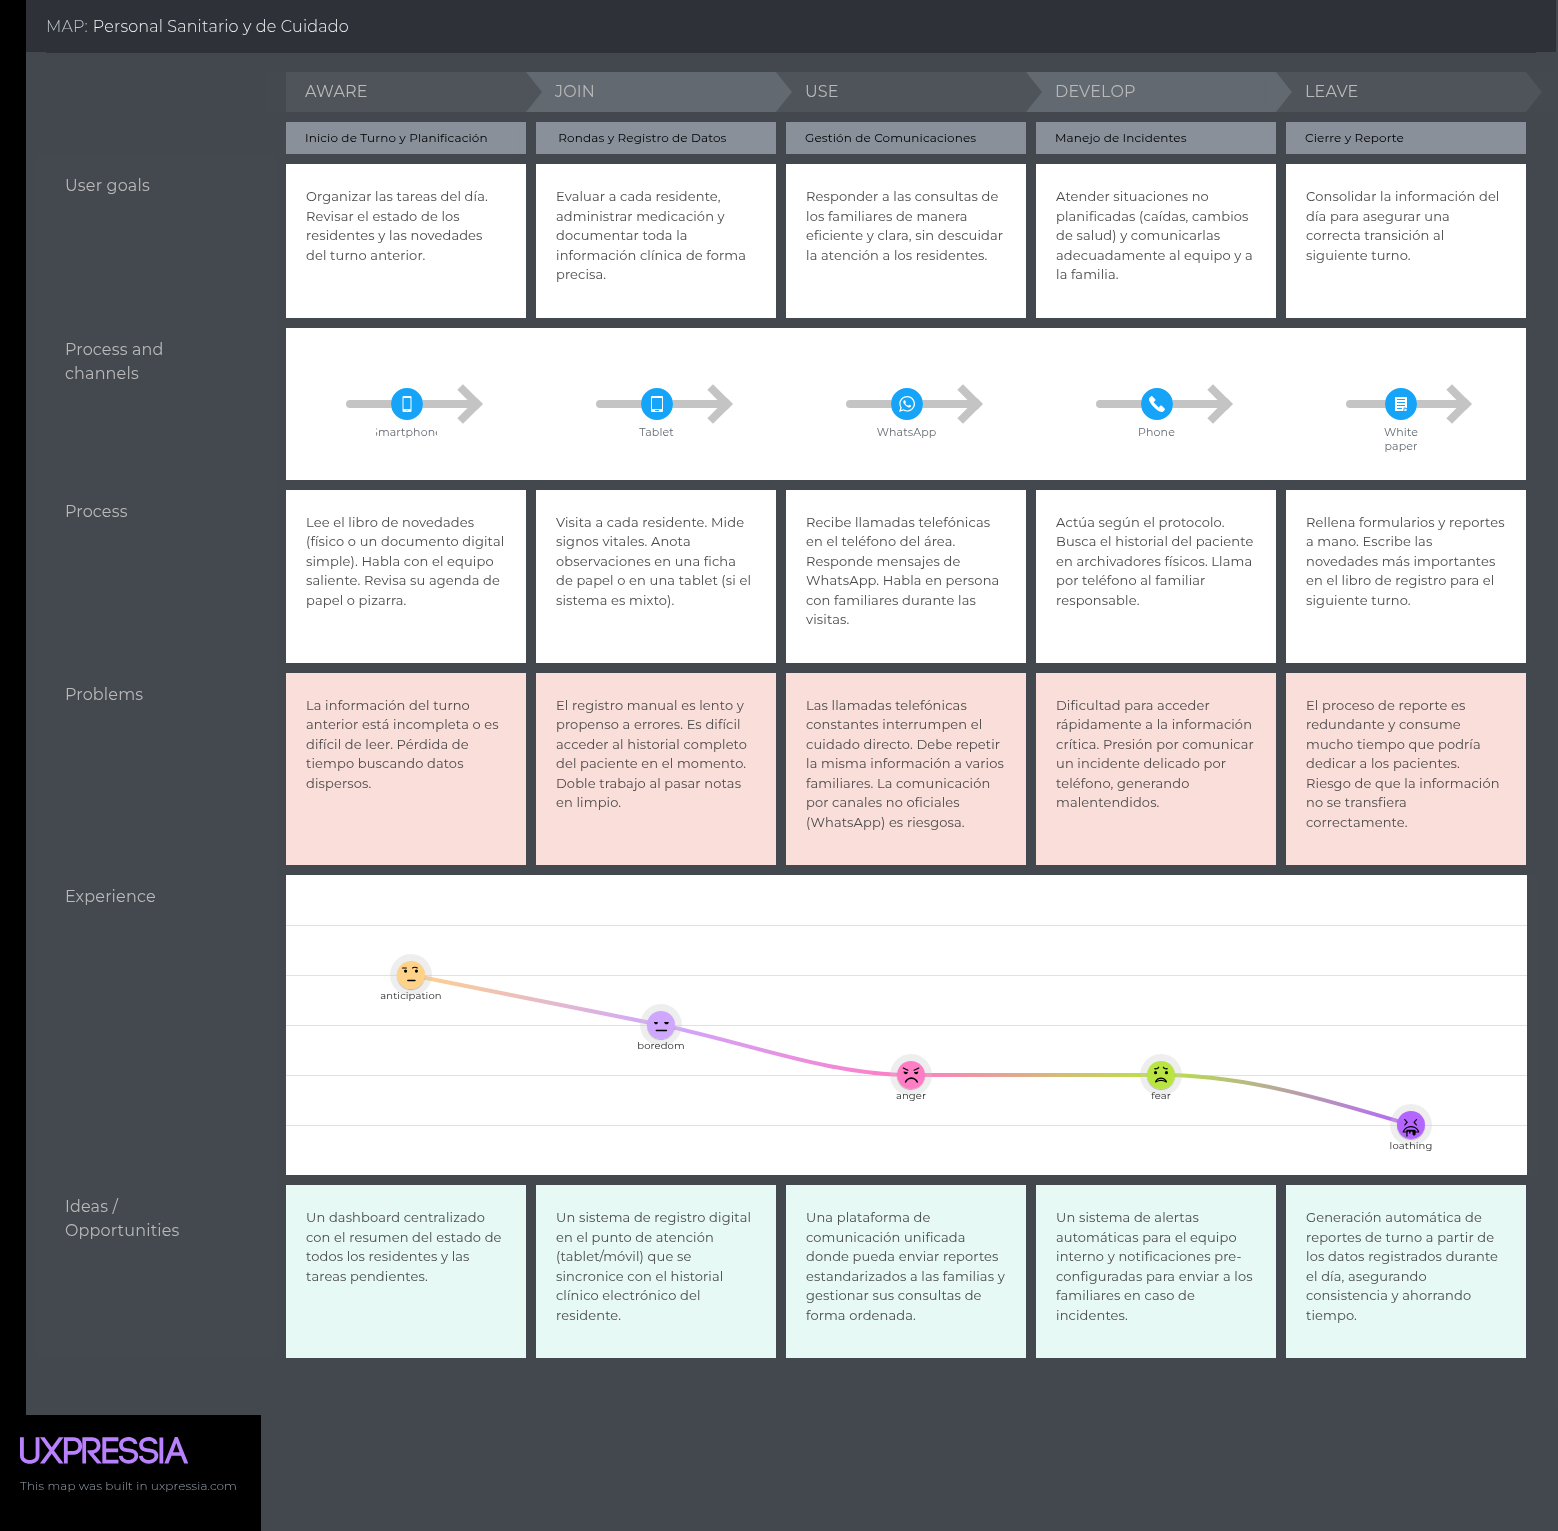 MAP: Personal Sanitario y de Cuidado
AWARE
JOIN
USE
DEVELOP
LEAVE
Inicio de Turno y Planificación
Rondas y Registro de Datos
Gestión de Comunicaciones
Manejo de Incidentes
Cierre y Reporte
User goals
Organizar las tareas del día.
Revisar el estado de los
residentes y las novedades
del turno anterior.
Evaluar a cada residente,
administrar medicación y
documentar toda la
información clínica de forma
precisa.
Responder a las consultas de
los familiares de manera
eficiente y clara, sin descuidar
la atención a los residentes.
Atender situaciones no
planificadas (caídas, cambios
de salud) y comunicarlas
adecuadamente al equipo y a
la familia.
Consolidar la información del
día para asegurar una
correcta transición al
siguiente turno.
Process and
channels
Smartphone
Tablet
WhatsApp
Phone
White
paper
Process
Lee el libro de novedades
(físico o un documento digital
simple). Habla con el equipo
saliente. Revisa su agenda de
papel o pizarra.
Visita a cada residente. Mide
signos vitales. Anota
observaciones en una ficha
de papel o en una tablet (si el
sistema es mixto).
Recibe llamadas telefónicas
en el teléfono del área.
Responde mensajes de
WhatsApp. Habla en persona
con familiares durante las
visitas.
Actúa según el protocolo.
Busca el historial del paciente
en archivadores físicos. Llama
por teléfono al familiar
responsable.
Rellena formularios y reportes
a mano. Escribe las
novedades más importantes
en el libro de registro para el
siguiente turno.
Problems
La información del turno
anterior está incompleta o es
difícil de leer. Pérdida de
tiempo buscando datos
dispersos.
El registro manual es lento y
propenso a errores. Es difícil
acceder al historial completo
del paciente en el momento.
Doble trabajo al pasar notas
en limpio.
Las llamadas telefónicas
constantes interrumpen el
cuidado directo. Debe repetir
la misma información a varios
familiares. La comunicación
por canales no oficiales
(WhatsApp) es riesgosa.
Dificultad para acceder
rápidamente a la información
crítica. Presión por comunicar
un incidente delicado por
teléfono, generando
malentendidos.
El proceso de reporte es
redundante y consume
mucho tiempo que podría
dedicar a los pacientes.
Riesgo de que la información
no se transfiera
correctamente.
Experience
anticipation
boredom
anger
fear
loathing
Ideas /
Opportunities
Un dashboard centralizado
con el resumen del estado de
todos los residentes y las
tareas pendientes.
Un sistema de registro digital
en el punto de atención
(tablet/móvil) que se
sincronice con el historial
clínico electrónico del
residente.
Una plataforma de
comunicación unificada
donde pueda enviar reportes
estandarizados a las familias y
gestionar sus consultas de
forma ordenada.
Un sistema de alertas
automáticas para el equipo
interno y notificaciones pre-
configuradas para enviar a los
familiares en caso de
incidentes.
Generación automática de
reportes de turno a partir de
los datos registrados durante
el día, asegurando
consistencia y ahorrando
tiempo.
UXPRESSIA
This map was built in uxpressia.com